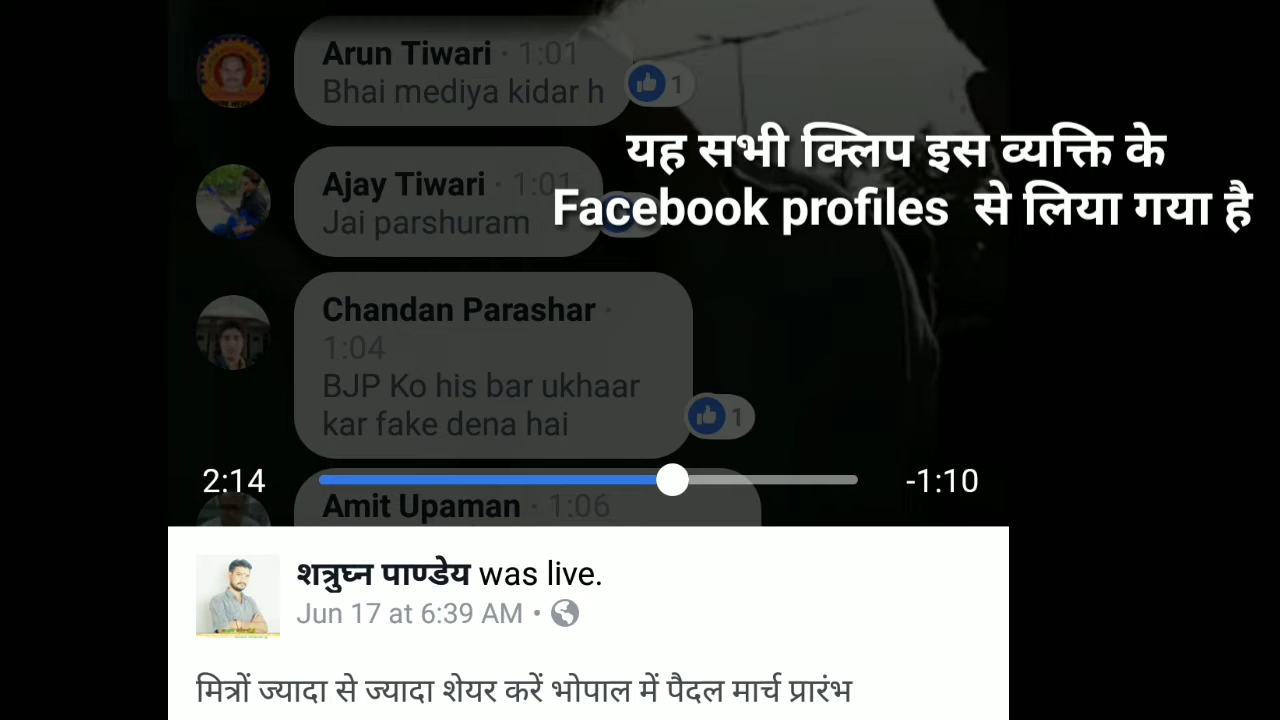 Arun Tiwari · 1:01
Bhai mediya kidar h
1
यह सभी क्लिप इस व्यक्ति के
Facebook profiles से लिया गया है
Ajay Tiwari · 1:01
Jai parshuram
Chandan Parashar ·
1:04
BJP Ko his bar ukhaar
kar fake dena hai
1
2:14
-1:10
Amit Upaman · 1:06
शत्रुघ्न पाण्डेय was live.
Jun 17 at 6:39 AM ·
मित्रों ज्यादा से ज्यादा शेयर करें भोपाल में पैदल मार्च प्रारंभ